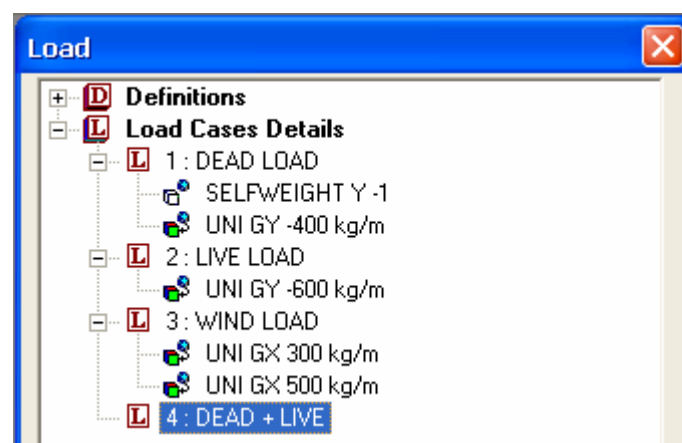 Load
D Definitions
L Load Cases Details
L 1 : DEAD LOAD
SELFWEIGHT Y -1
UNI GY -400 kg/m
L 2 : LIVE LOAD
UNI GY -600 kg/m
L 3 : WIND LOAD
UNI GX 300 kg/m
UNI GX 500 kg/m
L 4 : DEAD + LIVE